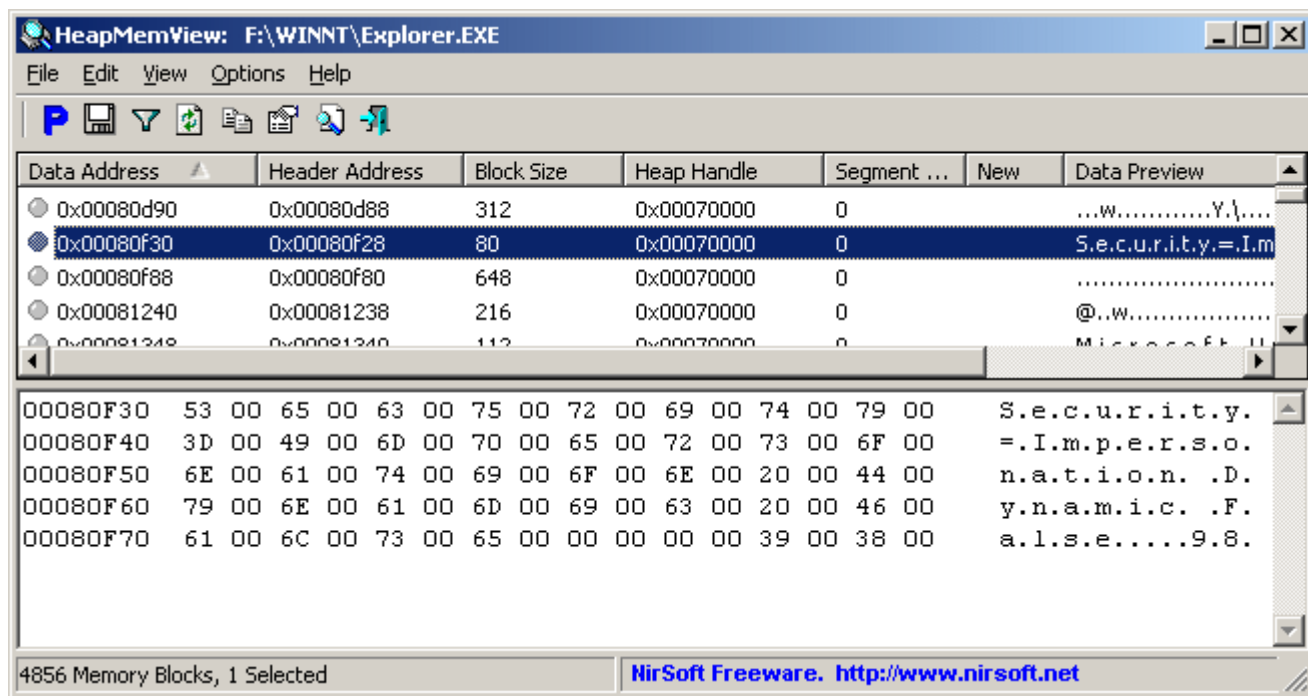 HeapMemView: F:\WINNT\Explorer.EXE
File Edit View Options Help
P
Data Address Header Address Block Size Heap Handle Segment ... New Data Preview
0x00080d90 0x00080d88 312 0x00070000 0 ...w............Y.\....
0x00080f30 0x00080f28 80 0x00070000 0 S.e.c.u.r.i.t.y.=.I.m
0x00080f88 0x00080f80 648 0x00070000 0 ........................
0x00081240 0x00081238 216 0x00070000 0 @..w..................
0x00081348 0x00081340 112 0x00070000 0
00080F30 53 00 65 00 63 00 75 00 72 00 69 00 74 00 79 00 S.e.c.u.r.i.t.y.
00080F40 3D 00 49 00 6D 00 70 00 65 00 72 00 73 00 6F 00 =.I.m.p.e.r.s.o.
00080F50 6E 00 61 00 74 00 69 00 6F 00 6E 00 20 00 44 00 n.a.t.i.o.n. .D.
00080F60 79 00 6E 00 61 00 6D 00 69 00 63 00 20 00 46 00 y.n.a.m.i.c. .F.
00080F70 61 00 6C 00 73 00 65 00 00 00 00 00 39 00 38 00 a.l.s.e.....9.8.
4856 Memory Blocks, 1 Selected NirSoft Freeware. http://www.nirsoft.net